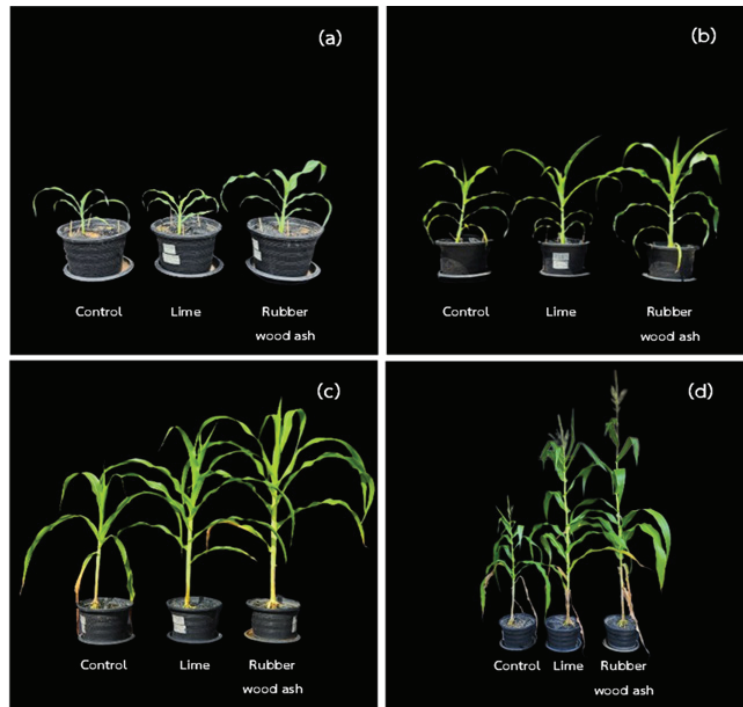 (a)
Control Lime Rubber
wood ash
(b)
Control Lime Rubber
wood ash
(c)
Control Lime Rubber
wood ash
(d)
Control Lime Rubber
wood ash